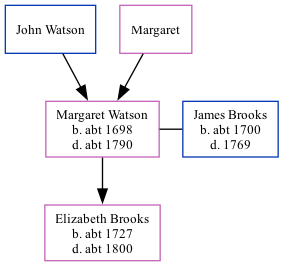 John Watson
Margaret
Margaret Watson
b. abt 1698
d. abt 1790
James Brooks
b. abt 1700
d. 1769
Elizabeth Brooks
b. abt 1727
d. abt 1800